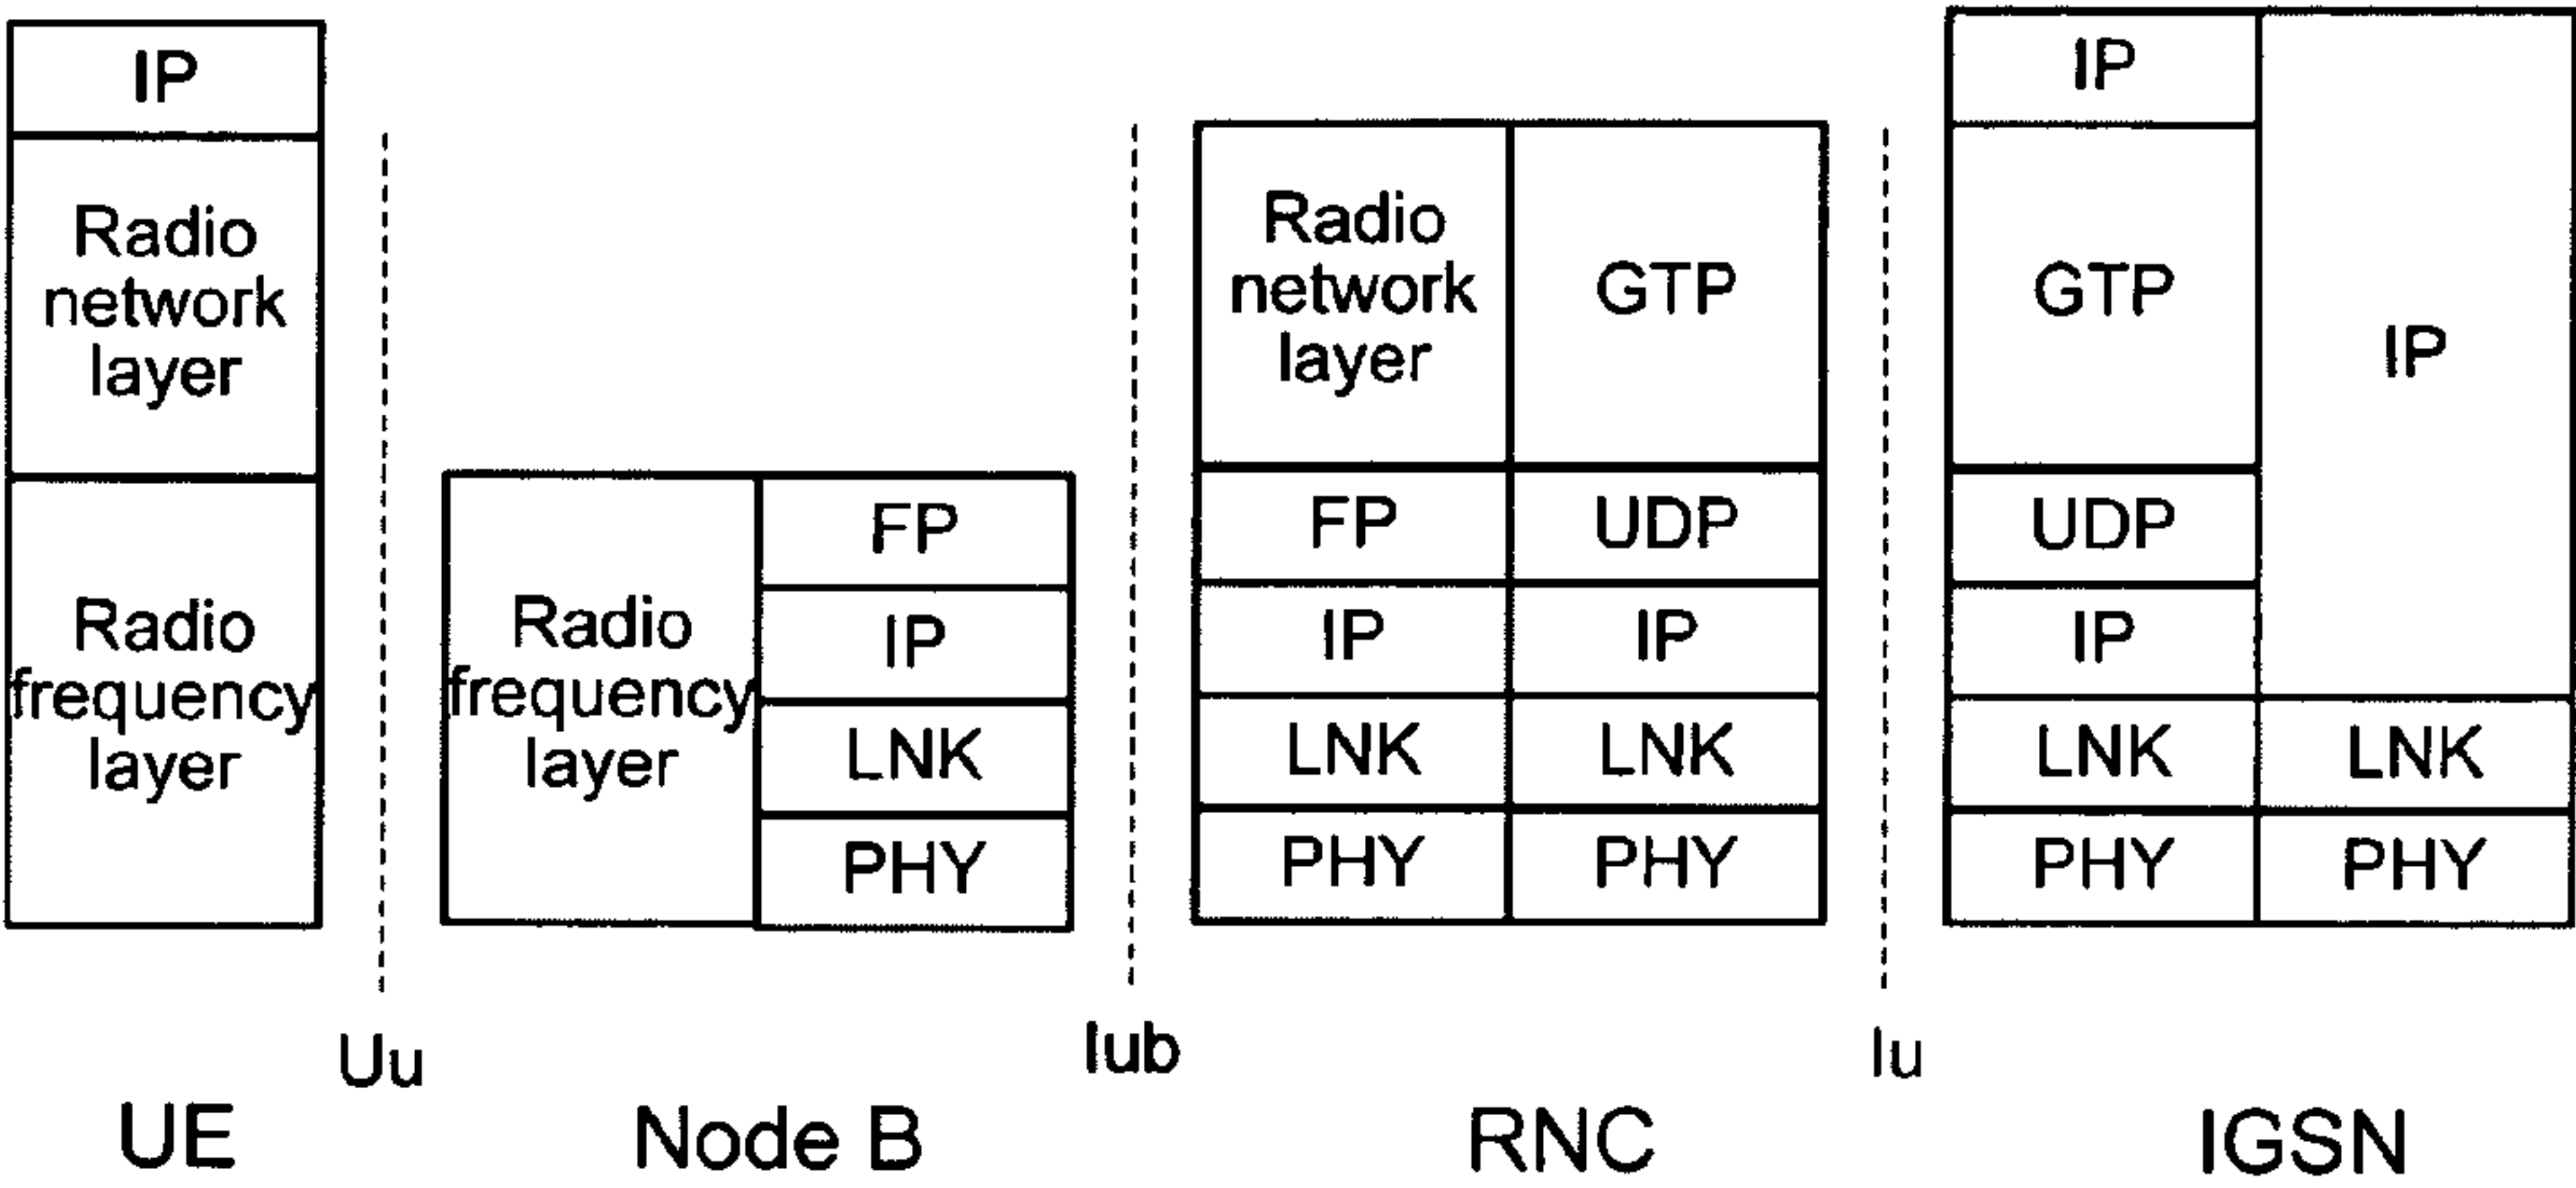 IP
Radio
network
layer
Radio
frequency
layer
Radio
frequency
layer
FP
IP
LNK
PHY
Radio
network
layer
FP
IP
LNK
PHY
GTP
UDP
IP
LNK
PHY
IP
GTP
UDP
IP
LNK
PHY
IP
LNK
PHY
Uu
Iub
Iu
UE
Node B
RNC
IGSN